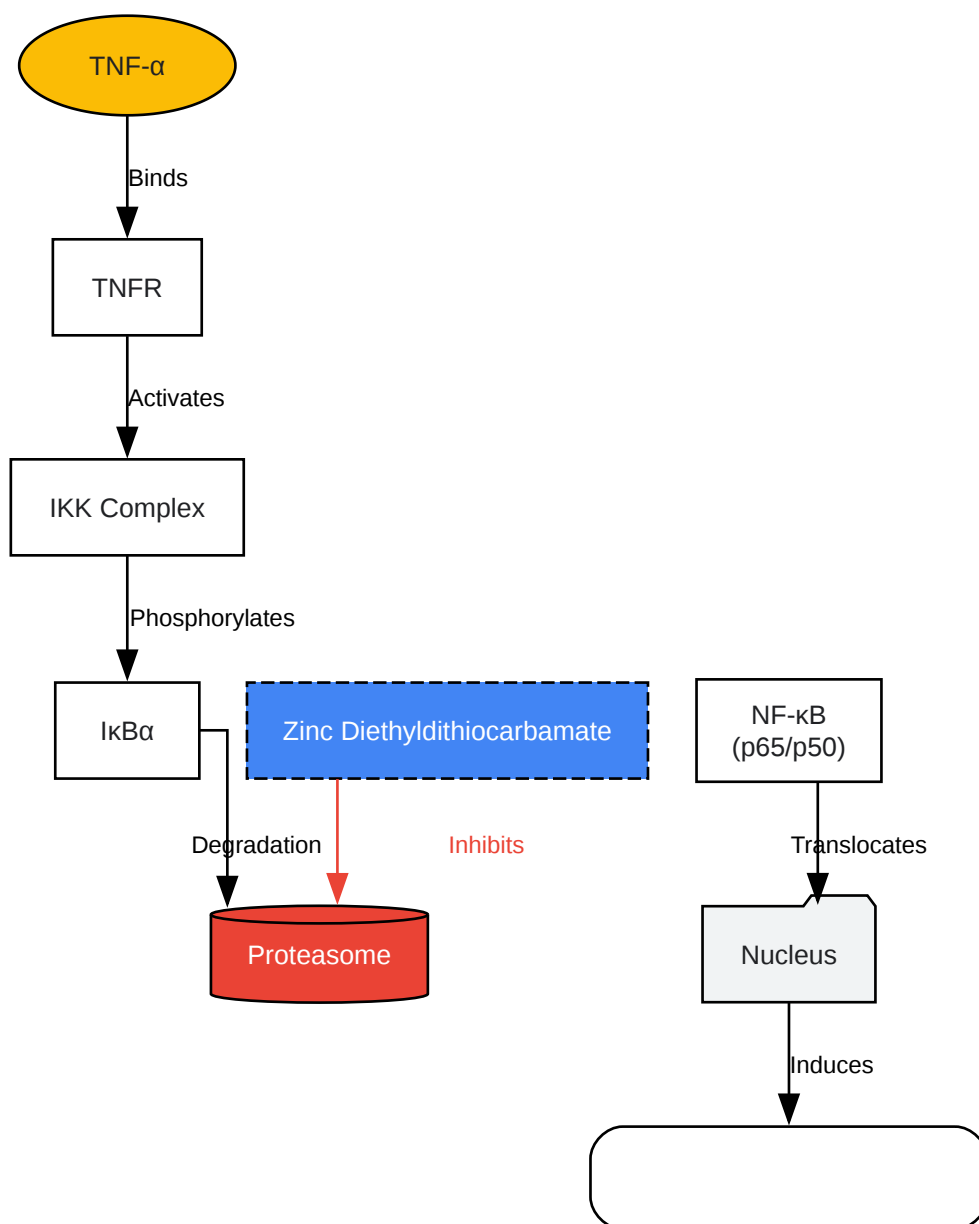 TNF-α
Binds
TNFR
Activates
IKK Complex
Phosphorylates
IκBα
Zinc Diethyldithiocarbamate
NF-κB
(p65/p50)
Degradation
Inhibits
Translocates
Proteasome
Nucleus
Induces